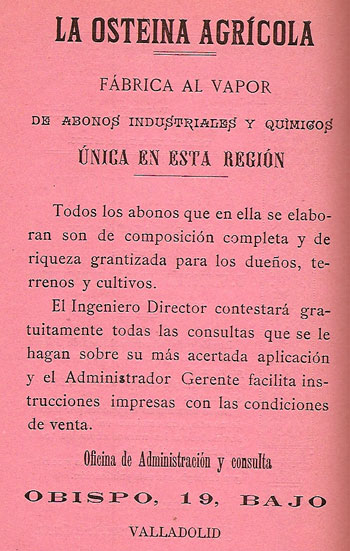 LA OSTEINA AGRÍCOLA
FÁBRICA AL VAPOR
DE ABONOS INDUSTRIALES Y QUÍMICOS
ÚNICA EN ESTA REGIÓN
Todos los abonos que en ella se elabo-
ran son de composición completa y de
riqueza grantizada para los dueños, te-
rrenos y cultivos.
El Ingeniero Director contestará gra-
tuitamente todas las consultas que se le
hagan sobre su más acertada aplicación
y el Administrador Gerente facilita ins-
trucciones impresas con las condiciones
de venta.
Oficina de Administración y consulta
OBISPO, 19, BAJO
VALLADOLID